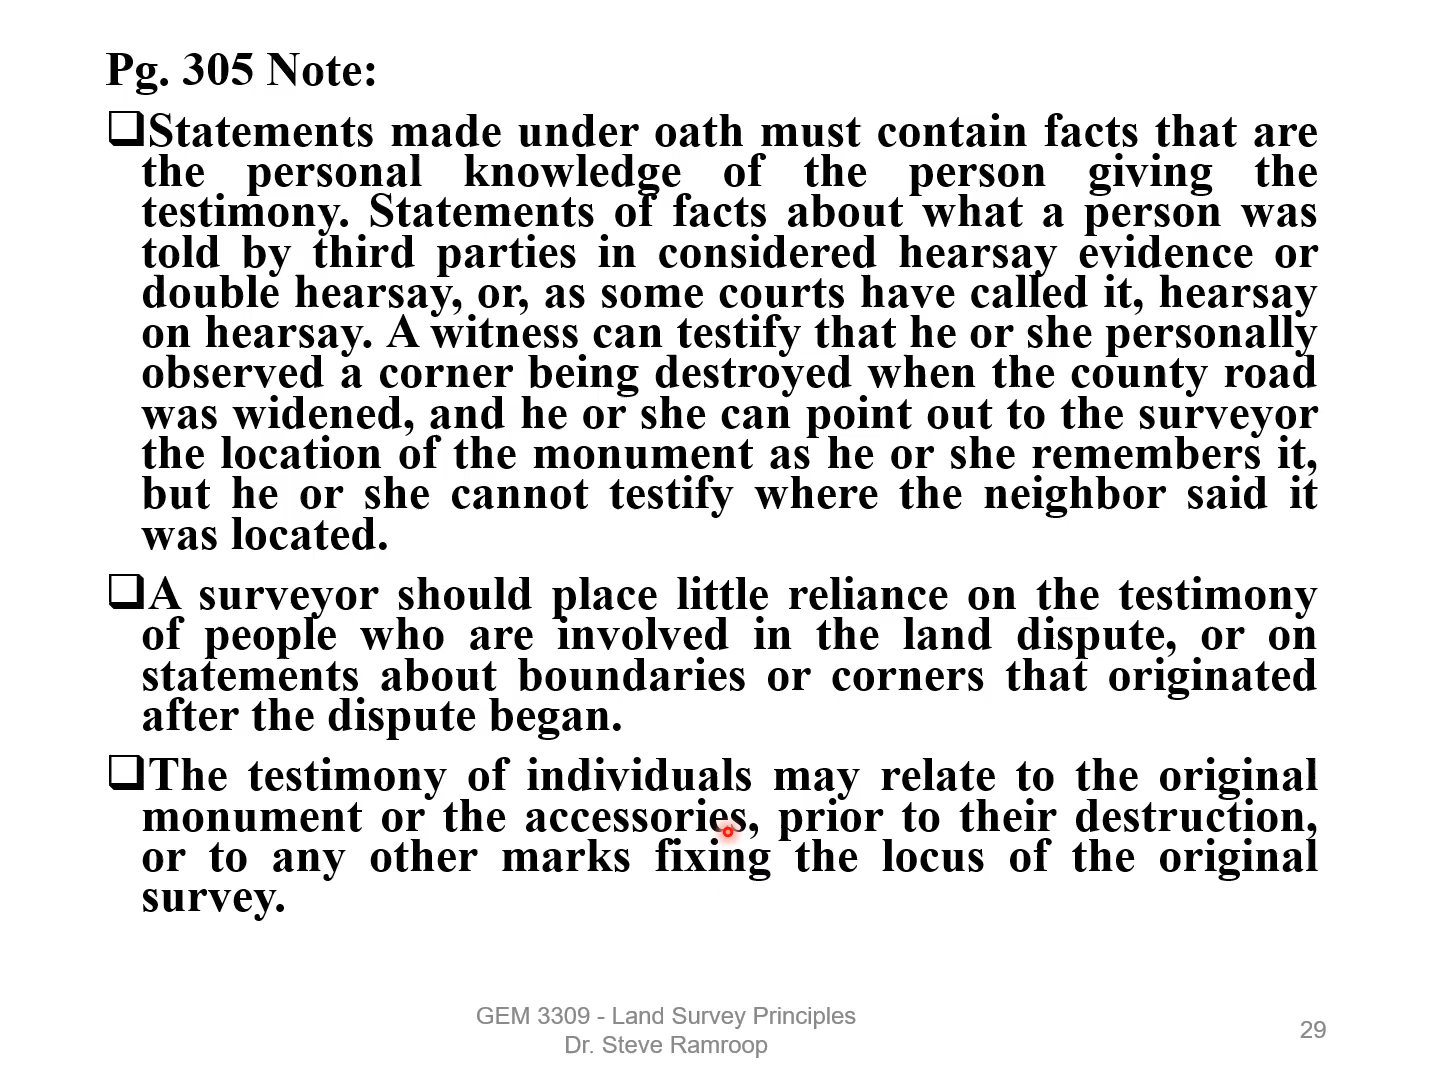 Pg. 305 Note:
❑Statements made under oath must contain facts that are
the personal knowledge of the person giving the
testimony. Statements of facts about what a person was
told by third parties in considered hearsay evidence or
double hearsay, or, as some courts have called it, hearsay
on hearsay. A witness can testify that he or she personally
observed a corner being destroyed when the county road
was widened, and he or she can point out to the surveyor
the location of the monument as he or she remembers it,
but he or she cannot testify where the neighbor said it
was located.
❑A surveyor should place little reliance on the testimony
of people who are involved in the land dispute, or on
statements about boundaries or corners that originated
after the dispute began.
❑The testimony of individuals may relate to the original
monument or the accessories, prior to their destruction,
or to any other marks fixing the locus of the original
survey.
GEM 3309 - Land Survey Principles
Dr. Steve Ramroop
29